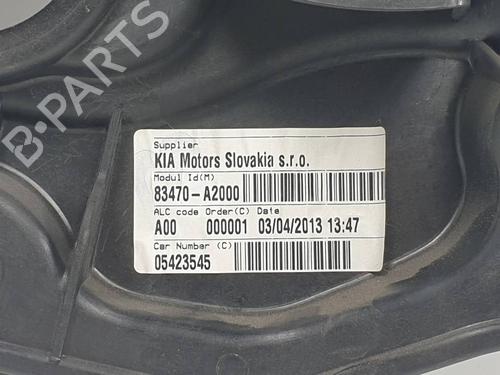 B-PARTS
Supplier
KIA Motors Slovakia s.r.o.
Modul Id(M)
83470-A2000
ALC code Order(C) Date
A00 000001 03/04/2013 13:47
Car Number (C)
05423545